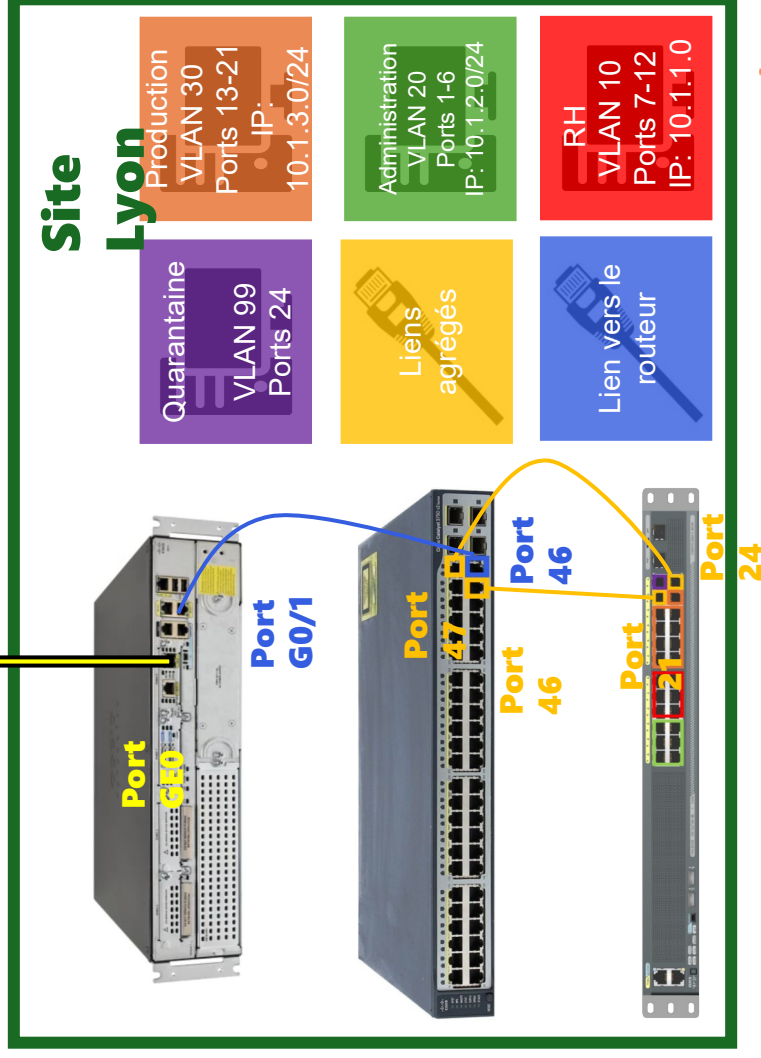 Site
Lyon
Production
VLAN 30
Ports 13-21
IP:
10.1.3.0/24
Administration
VLAN 20
Ports 1-6
IP: 10.1.2.0/24
RH
VLAN 10
Ports 7-12
IP: 10.1.1.0
Quarantaine
VLAN 99
Ports 24
Liens
agrégés
Lien vers le
routeur
Port
GE0
Port
G0/1
Port
47
Port
46
Port
46
Port
21
Port
24